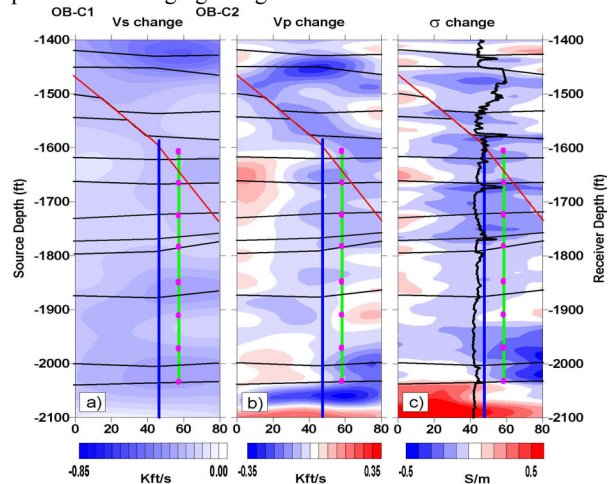 OB-C1 Vs change OB-C2 Vp change σ change
-1400 -1400
-1500 -1500
-1600 -1600
-1700 -1700
-1800 -1800
-1900 -1900
-2000 -2000
-2100 -2100
Source Depth (ft)
Receiver Depth (ft)
a) b) c)
0 20 40 60 80 0 20 40 60 80 0 20 40 60 80
-0.85 0.00 -0.35 0.35 -0.5 0.5
Kft/s Kft/s S/m